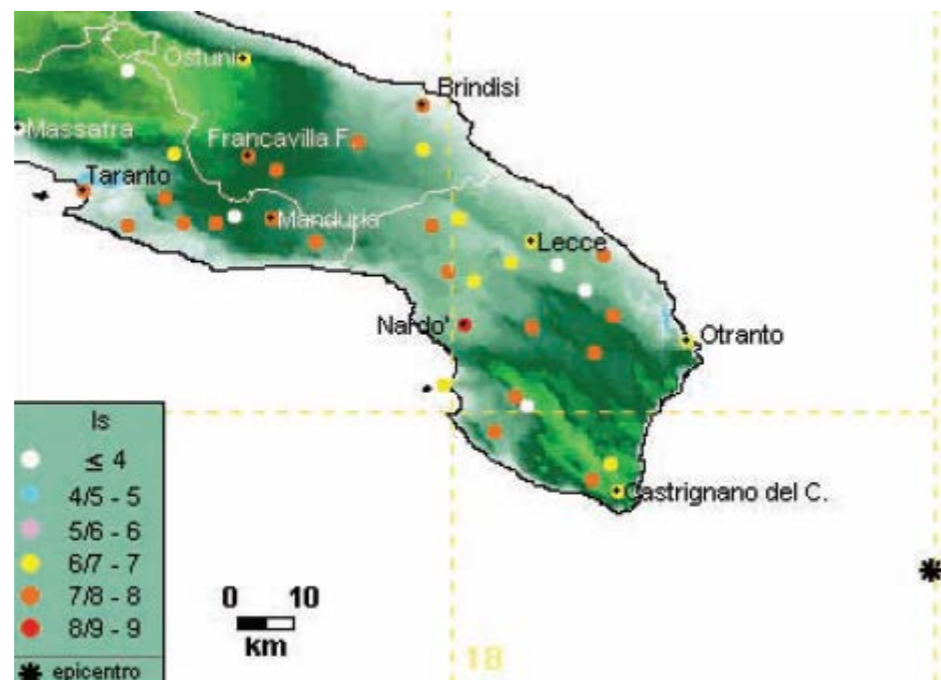 Ostuni
Brindisi
Massafra
Francavilla F.
Taranto
Manduria
Lecce
Nardo'
Otranto
Castrignano del C.
Is
≤ 4
4/5 - 5
5/6 - 6
6/7 - 7
7/8 - 8
8/9 - 9
epicentro
0 10
km
18